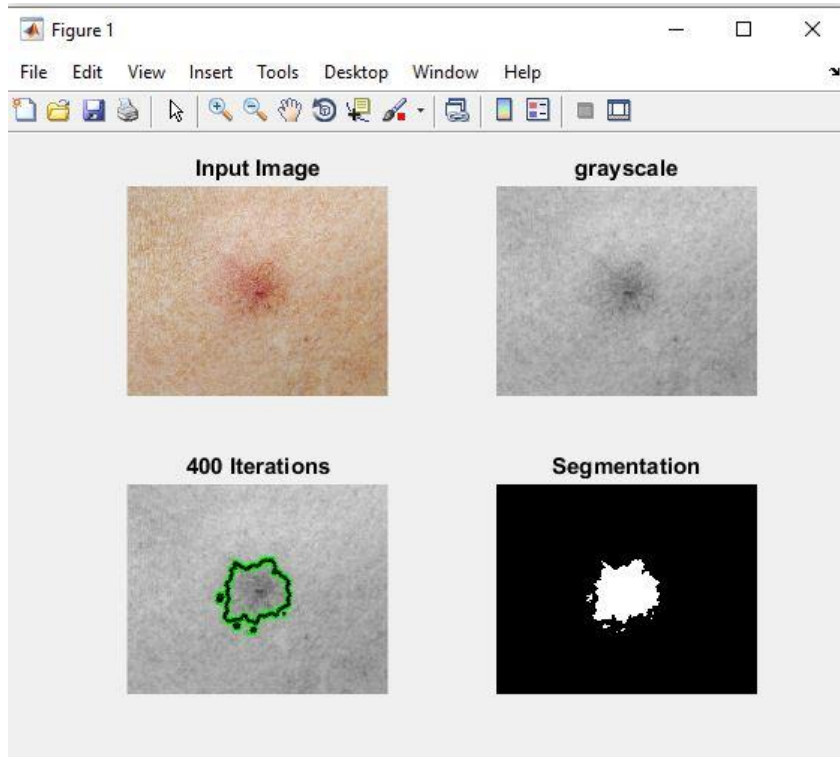 Figure 1
File Edit View Insert Tools Desktop Window Help
Input Image
grayscale
400 Iterations
Segmentation